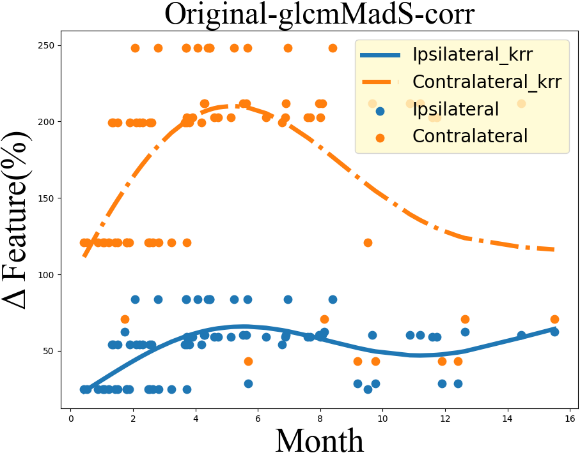 Original-glcmMadS-corr
Δ Feature(%)
250
200
150
100
50
Ipsilateral_krr
Contralateral_krr
Ipsilateral
Contralateral
0 2 4 6 8 10 12 14 16
Month